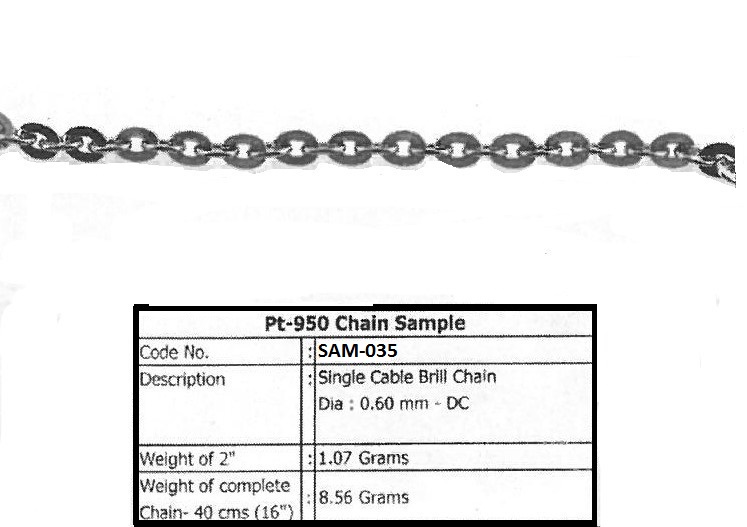 Pt-950 Chain Sample
Code No. : SAM-035
Description : Single Cable Brill Chain
Dia : 0.60 mm - DC
Weight of 2" : 1.07 Grams
Weight of complete
Chain- 40 cms (16") : 8.56 Grams